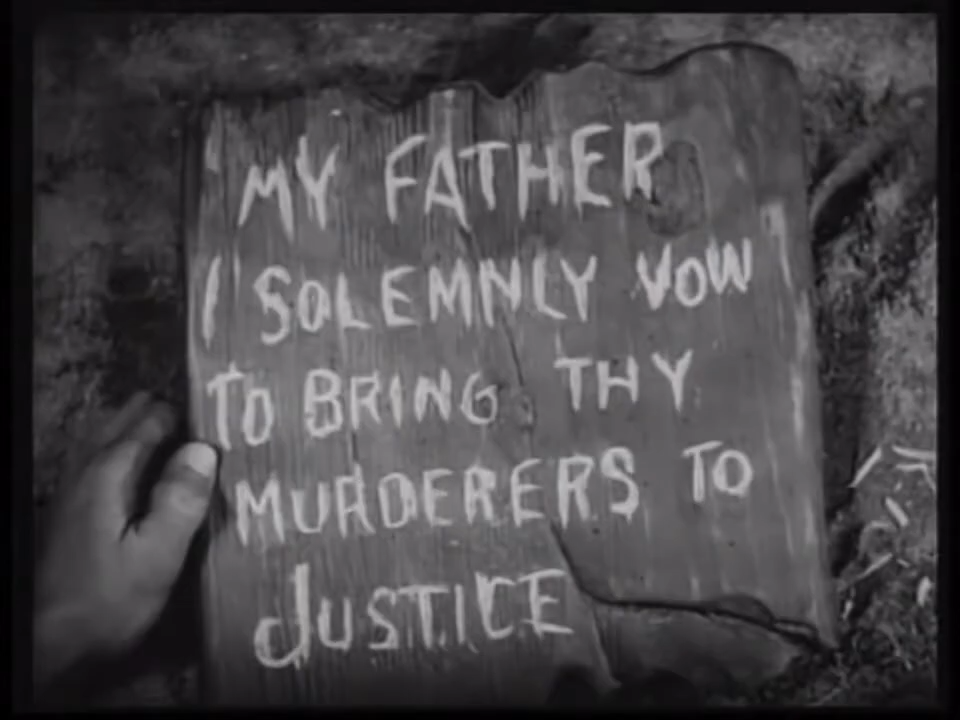 MY FATHER
I SOLEMNLY VOW
TO BRING THY
MURDERERS TO
JUSTICE